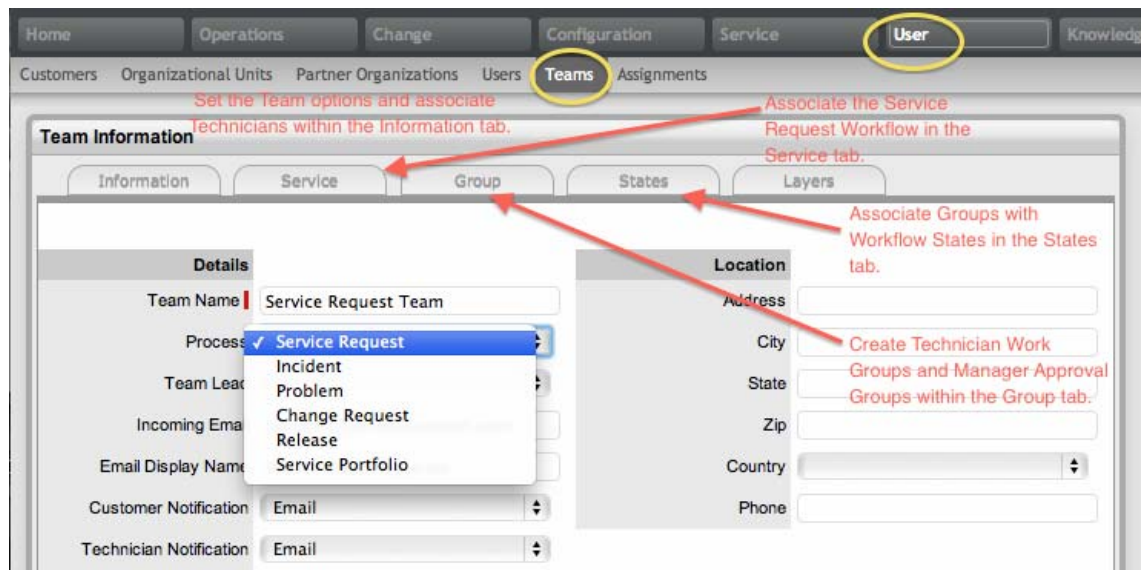 Home Operations Change Configuration Service User Knowledg
Customers Organizational Units Partner Organizations Users Teams Assignments
Set the Team options and associate
Technicians within the Information tab.
Associate the Service
Request Workflow in the
Service tab.
Team Information
Information Service Group States Layers
Associate Groups with
Workflow States in the States
tab.
Details
Location
Team Name Service Request Team
Address
Process ✓ Service Request
Incident
Problem
Change Request
Release
Service Portfolio
City
Create Technician Work
Groups and Manager Approval
Groups within the Group tab.
Team Lead
State
Incoming Emai
Zip
Email Display Name
Country
Customer Notification Email
Phone
Technician Notification Email